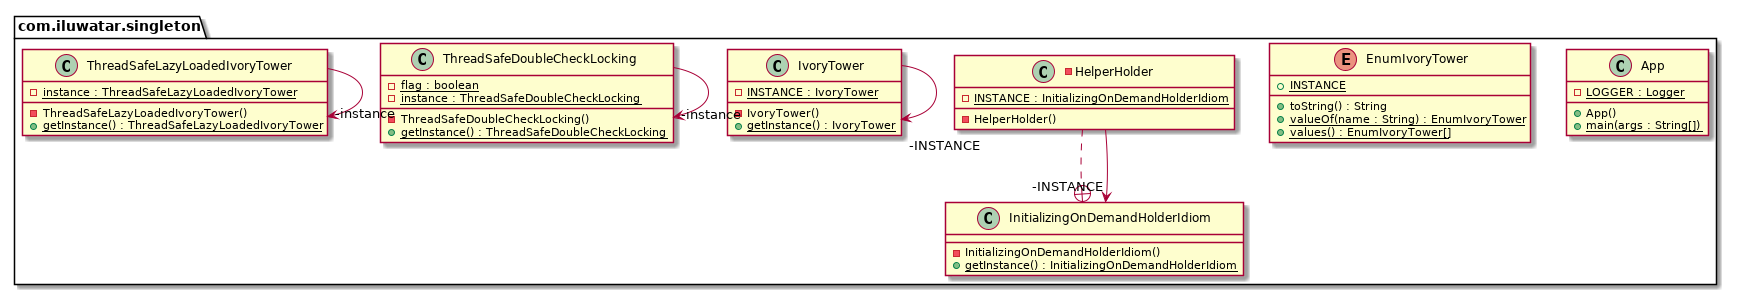 com.iluwatar.singleton
C ThreadSafeLazyLoadedIvoryTower
instance : ThreadSafeLazyLoadedIvoryTower
ThreadSafeLazyLoadedIvoryTower()
getInstance() : ThreadSafeLazyLoadedIvoryTower
-instance
C ThreadSafeDoubleCheckLocking
flag : boolean
instance : ThreadSafeDoubleCheckLocking
ThreadSafeDoubleCheckLocking()
getInstance() : ThreadSafeDoubleCheckLocking
-instance
C IvoryTower
INSTANCE : IvoryTower
IvoryTower()
getInstance() : IvoryTower
-INSTANCE
C HelperHolder
INSTANCE : InitializingOnDemandHolderIdiom
HelperHolder()
-INSTANCE
C InitializingOnDemandHolderIdiom
InitializingOnDemandHolderIdiom()
getInstance() : InitializingOnDemandHolderIdiom
E EnumIvoryTower
INSTANCE
toString() : String
valueOf(name : String) : EnumIvoryTower
values() : EnumIvoryTower[]
C App
LOGGER : Logger
App()
main(args : String[])